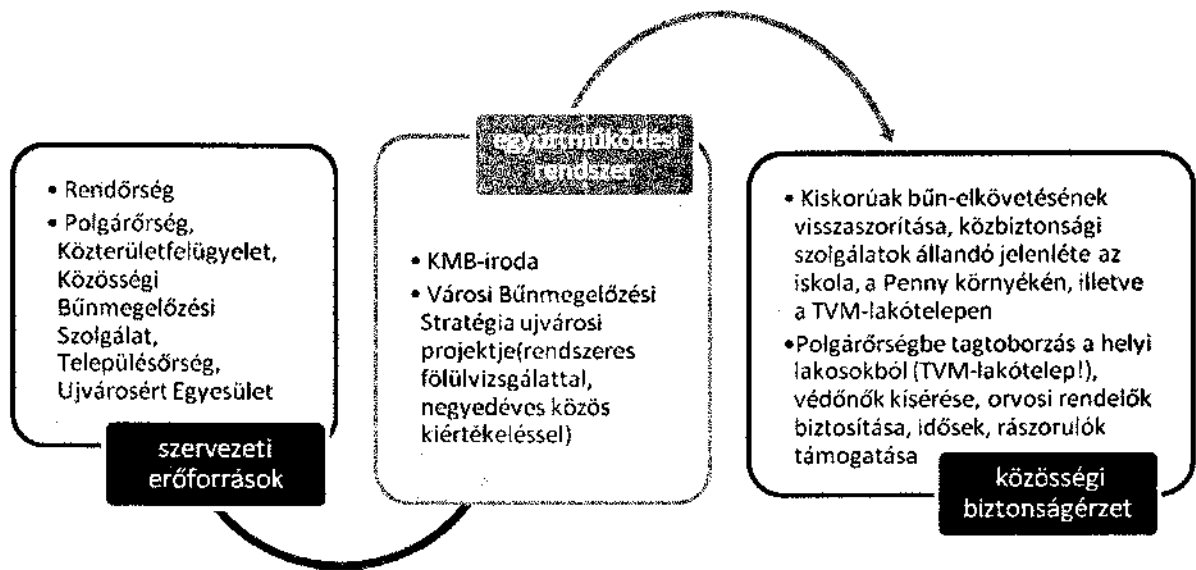 • Rendőrség
• Polgárőrség,
Közterületfelügyelet,
Közösségi
Bűnmegelőzési
Szolgálat,
Településőrség,
Ujvárosért Egyesület
szervezeti
erőforrások
együttműködési
rendszer
• KMB-iroda
• Városi Bűnmegelőzési
Stratégia ujvárosi
projektje(rendszeres
fölülvizsgálattal,
negyedéves közös
kiértékeléssel)
• Kiskorúak bűn-elkövetésének
visszaszorítása, közbiztonsági
szolgálatok állandó jelenléte az
iskola, a Penny környékén, illetve
a TVM-lakótelepen
•Polgárőrségbe tagtoborzás a helyi
lakosokból (TVM-lakótelep!),
védőnők kísérése, orvosi rendelők
biztosítása, idősek, rászorulók
támogatása
közösségi
biztonságérzet